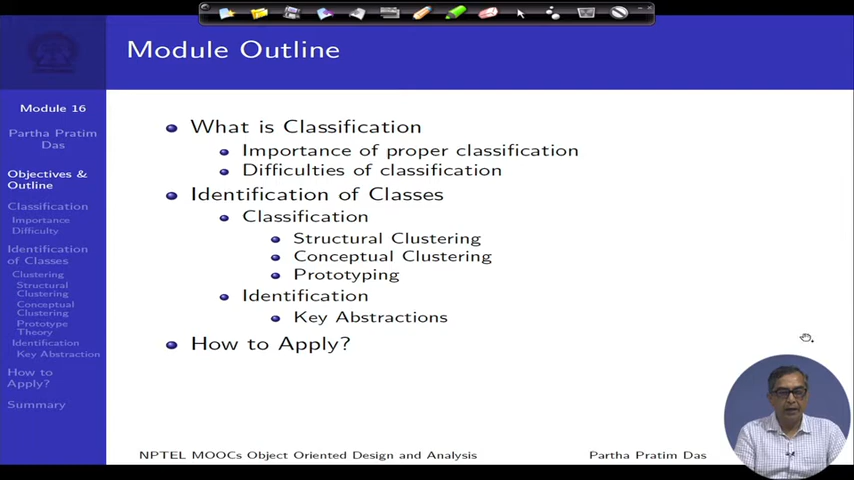 Module Outline
Module 16
Partha Pratim
Das
Objectives &
Outline
Classification
Importance
Difficulty
Identification
of Classes
Clustering
Structural
Clustering
Conceptual
Clustering
Prototype
Theory
Identification
Key Abstraction
How to
Apply?
Summary
What is Classification
Importance of proper classification
Difficulties of classification
Identification of Classes
Classification
Structural Clustering
Conceptual Clustering
Prototyping
Identification
Key Abstractions
How to Apply?
NPTEL MOOCs Object Oriented Design and Analysis
Partha Pratim Das